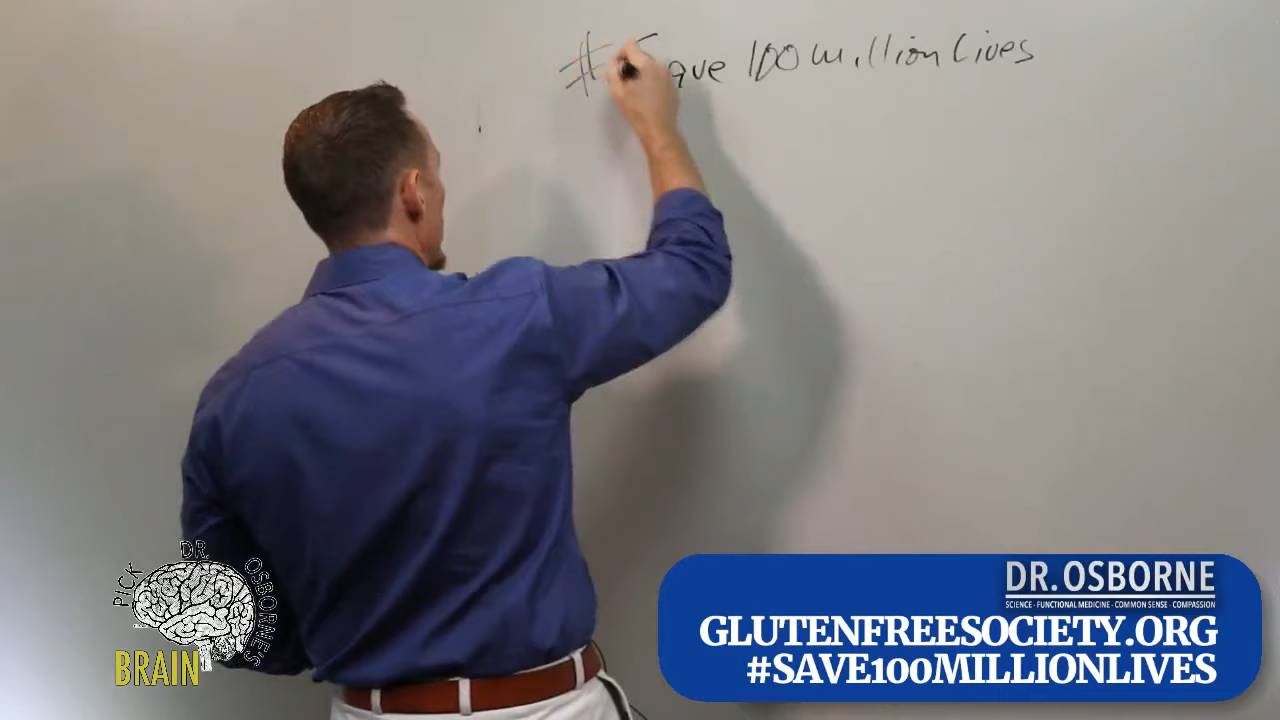 #Save 100 million Lives
PICK DR. OSBORNE'S
BRAIN
DR. OSBORNE
SCIENCE - FUNCTIONAL MEDICINE - COMMON SENSE - COMPASSION
GLUTENFREESOCIETY.ORG
#SAVE100MILLIONLIVES